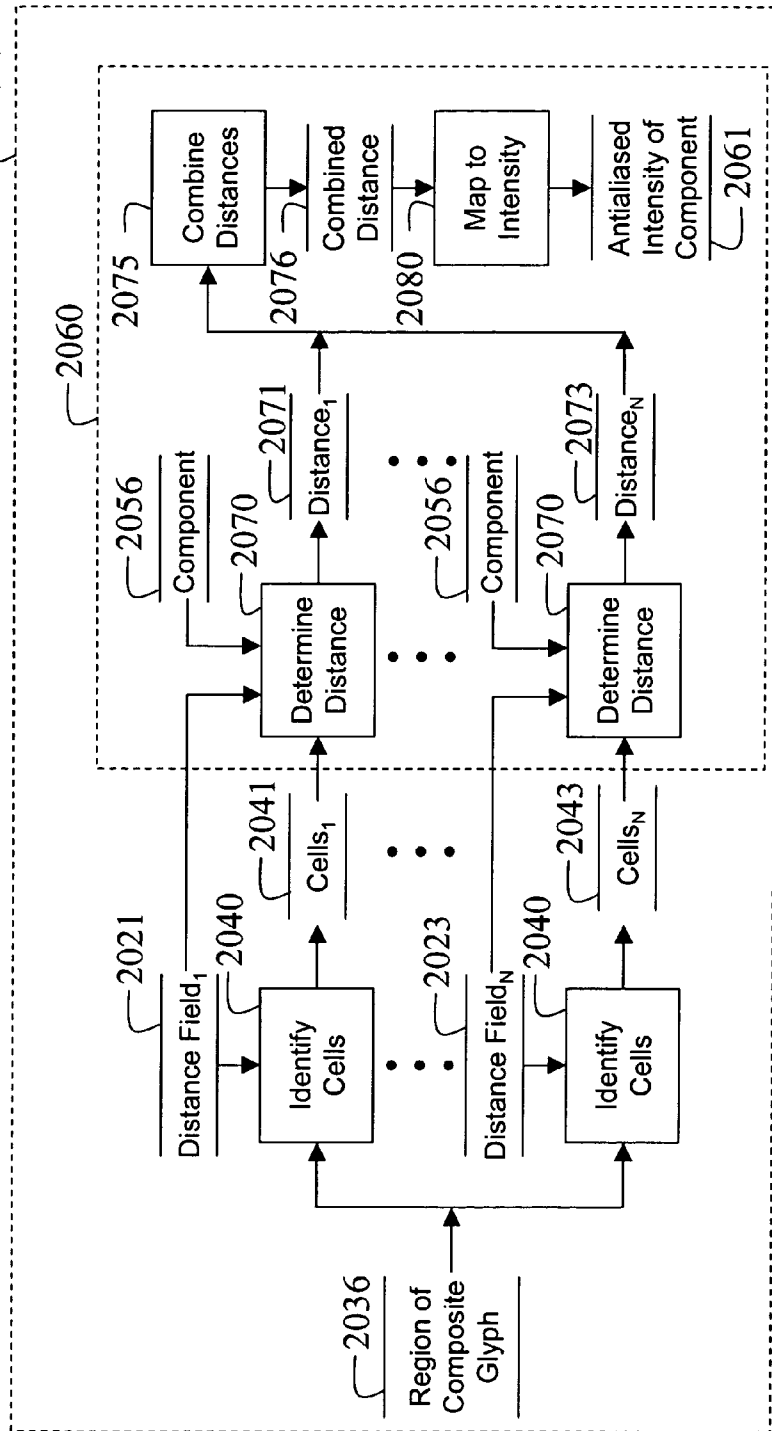 2036
Region of
Composite
Glyph
2021
Distance Field1
2040
Identify
Cells
2041
Cells1
2023
Distance FieldN
2040
Identify
Cells
2043
CellsN
2060
2056
Component
2070
Determine
Distance
2071
Distance1
2056
Component
2070
Determine
Distance
2073
DistanceN
2075
Combine
Distances
2076
Combined
Distance
2080
Map to
Intensity
Antialiased
Intensity of
Component
2061